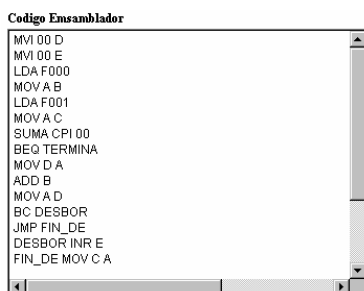 Codigo Emsamblador
MVI 00 D
MVI 00 E
LDA F000
MOV A B
LDA F001
MOV A C
SUMA CPI 00
BEQ TERMINA
MOV D A
ADD B
MOV A D
BC DESBOR
JMP FIN_DE
DESBOR INR E
FIN_DE MOV C A